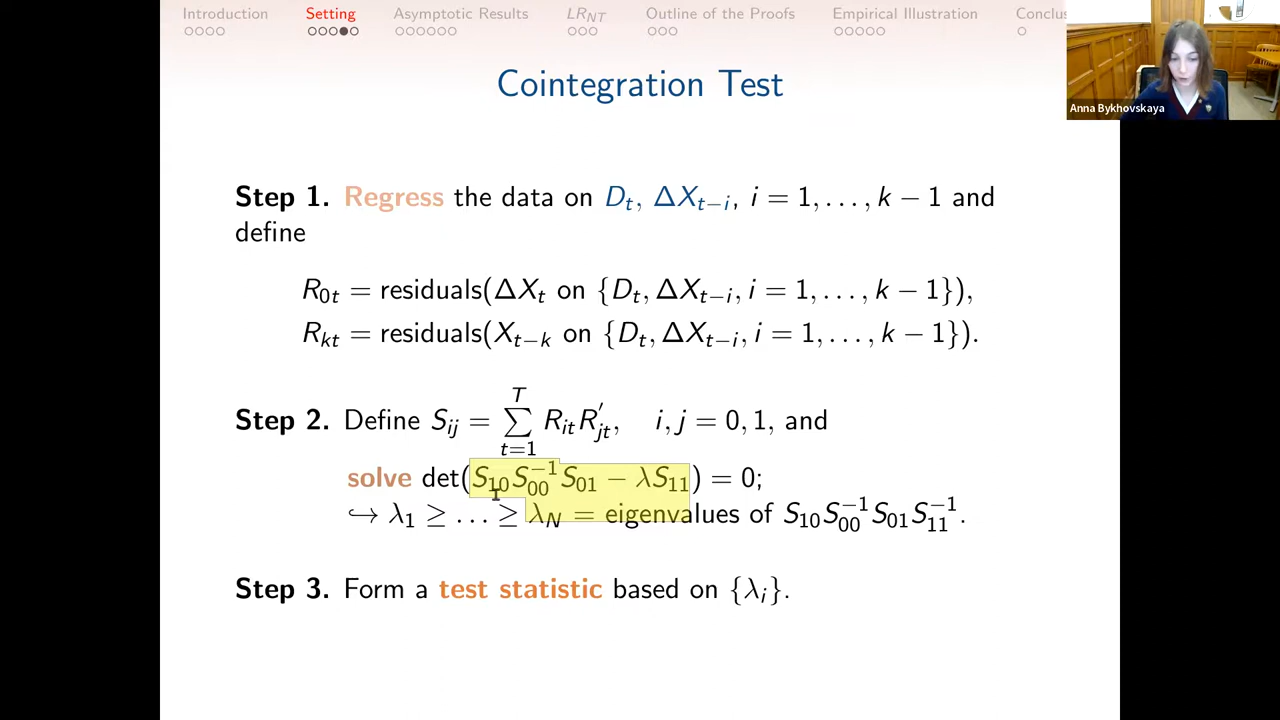 Introduction Setting Asymptotic Results LR_{NT} Outline of the Proofs Empirical Illustration Conclus
Anna Bykhovskaya
Cointegration Test
Step 1. Regress the data on D_t, ΔX_{t−i}, i = 1, . . . , k − 1 and
define
R_{0t} = residuals(ΔX_t on {D_t, ΔX_{t−i}, i = 1, . . . , k − 1}),
R_{kt} = residuals(X_{t−k} on {D_t, ΔX_{t−i}, i = 1, . . . , k − 1}).
Step 2. Define S_{ij} = ∑_{t=1}^{T} R_{it}R′_{jt}, i, j = 0, 1, and
solve det(S_{10}S_{00}^{−1}S_{01} − λS_{11}) = 0;
↪ λ_1 ≥ . . . ≥ λ_N = eigenvalues of S_{10}S_{00}^{−1}S_{01}S_{11}^{−1}.
Step 3. Form a test statistic based on {λ_i}.